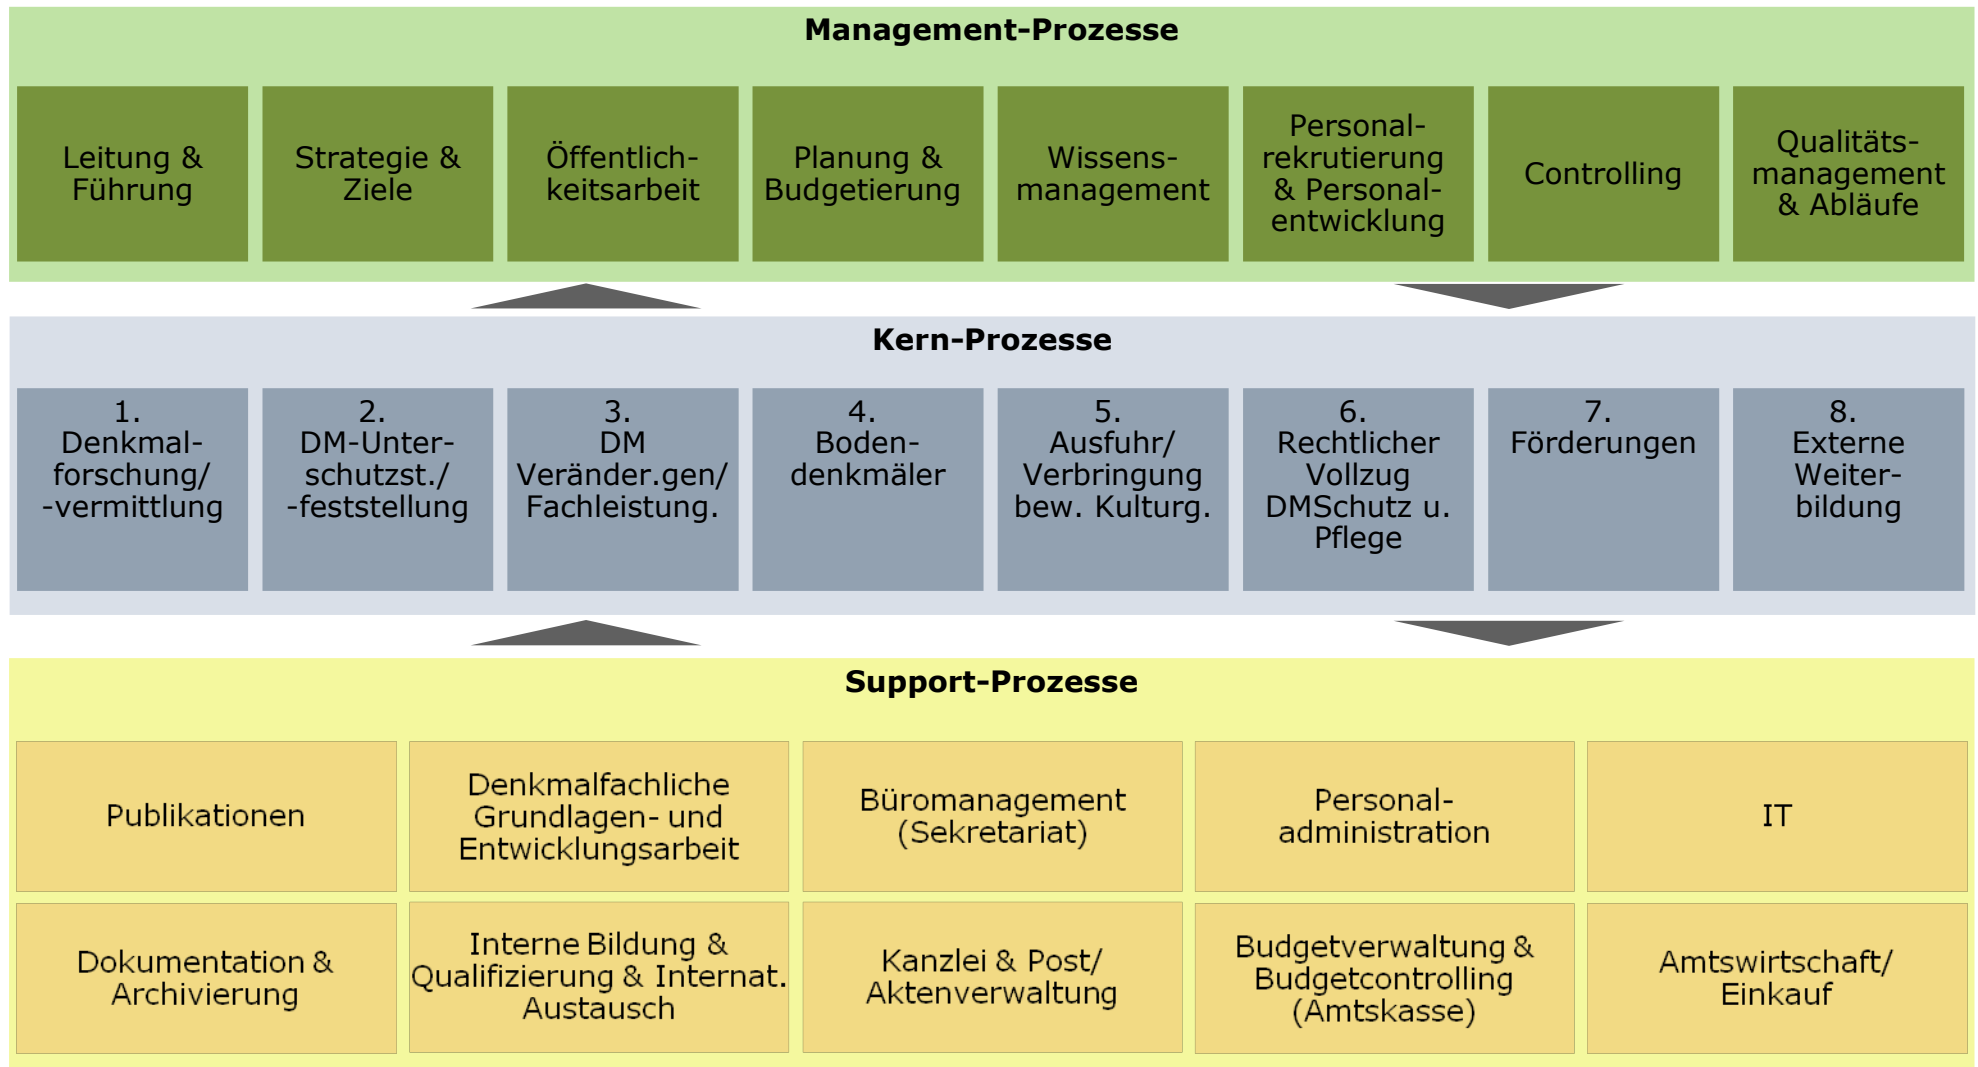 Management-Prozesse
Leitung &
Führung
Strategie &
Ziele
Öffentlich-
keitsarbeit
Planung &
Budgetierung
Wissens-
management
Personal-
rekrutierung
& Personal-
entwicklung
Controlling
Qualitäts-
management
& Abläufe
Kern-Prozesse
1.
Denkmal-
forschung/
-vermittlung
2.
DM-Unter-
schutzst./
-feststellung
3.
DM
Veränder.gen/
Fachleistung.
4.
Boden-
denkmäler
5.
Ausfuhr/
Verbringung
bew. Kulturg.
6.
Rechtlicher
Vollzug
DMSchutz u.
Pflege
7.
Förderungen
8.
Externe
Weiter-
bildung
Support-Prozesse
Publikationen
Denkmalfachliche
Grundlagen- und
Entwicklungsarbeit
Büromanagement
(Sekretariat)
Personal-
administration
IT
Dokumentation &
Archivierung
Interne Bildung &
Qualifizierung & Internat.
Austausch
Kanzlei & Post/
Aktenverwaltung
Budgetverwaltung &
Budgetcontrolling
(Amtskasse)
Amtswirtschaft/
Einkauf